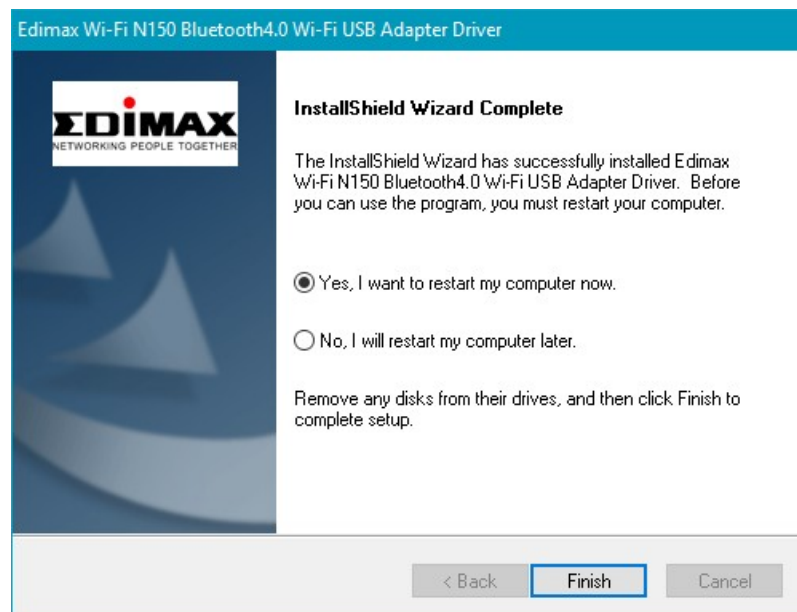 Edimax Wi-Fi N150 Bluetooth4.0 Wi-Fi USB Adapter Driver
EDIMAX
NETWORKING PEOPLE TOGETHER
InstallShield Wizard Complete
The InstallShield Wizard has successfully installed Edimax
Wi-Fi N150 Bluetooth4.0 Wi-Fi USB Adapter Driver.  Before
you can use the program, you must restart your computer.
Yes, I want to restart my computer now.
No, I will restart my computer later.
Remove any disks from their drives, and then click Finish to
complete setup.
< Back
Finish
Cancel